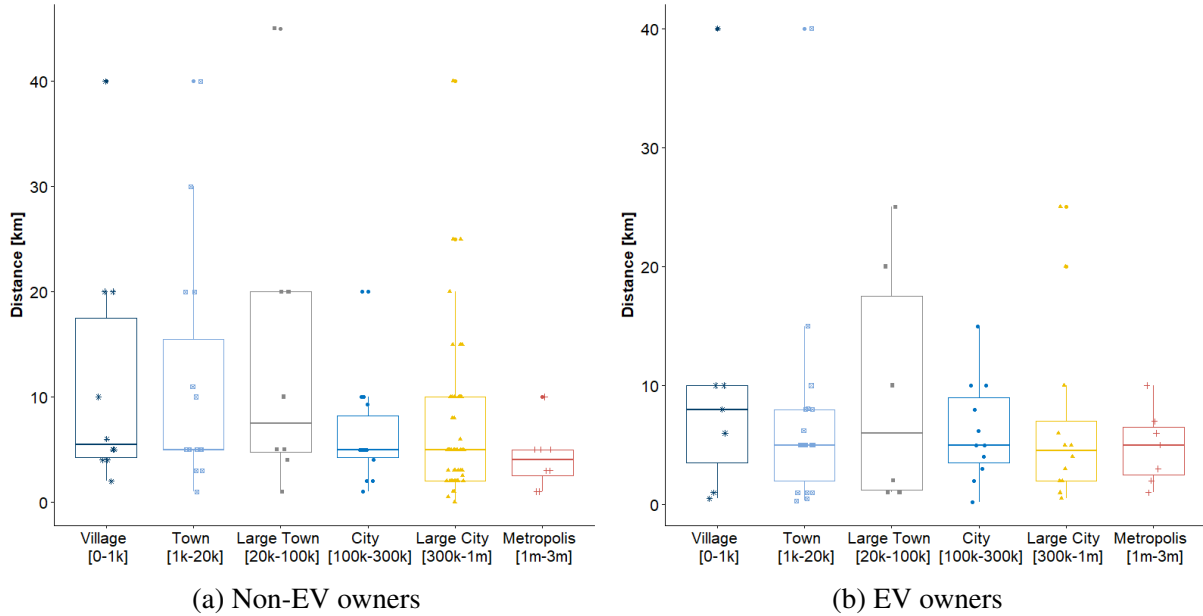 Distance [km]
40
30
20
10
0
Village Town Large Town City Large City Metropolis
[0-1k] [1k-20k] [20k-100k] [100k-300k] [300k-1m] [1m-3m]
(a) Non-EV owners
Distance [km]
40
30
20
10
0
Village Town Large Town City Large City Metropolis
[0-1k] [1k-20k] [20k-100k] [100k-300k] [300k-1m] [1m-3m]
(b) EV owners